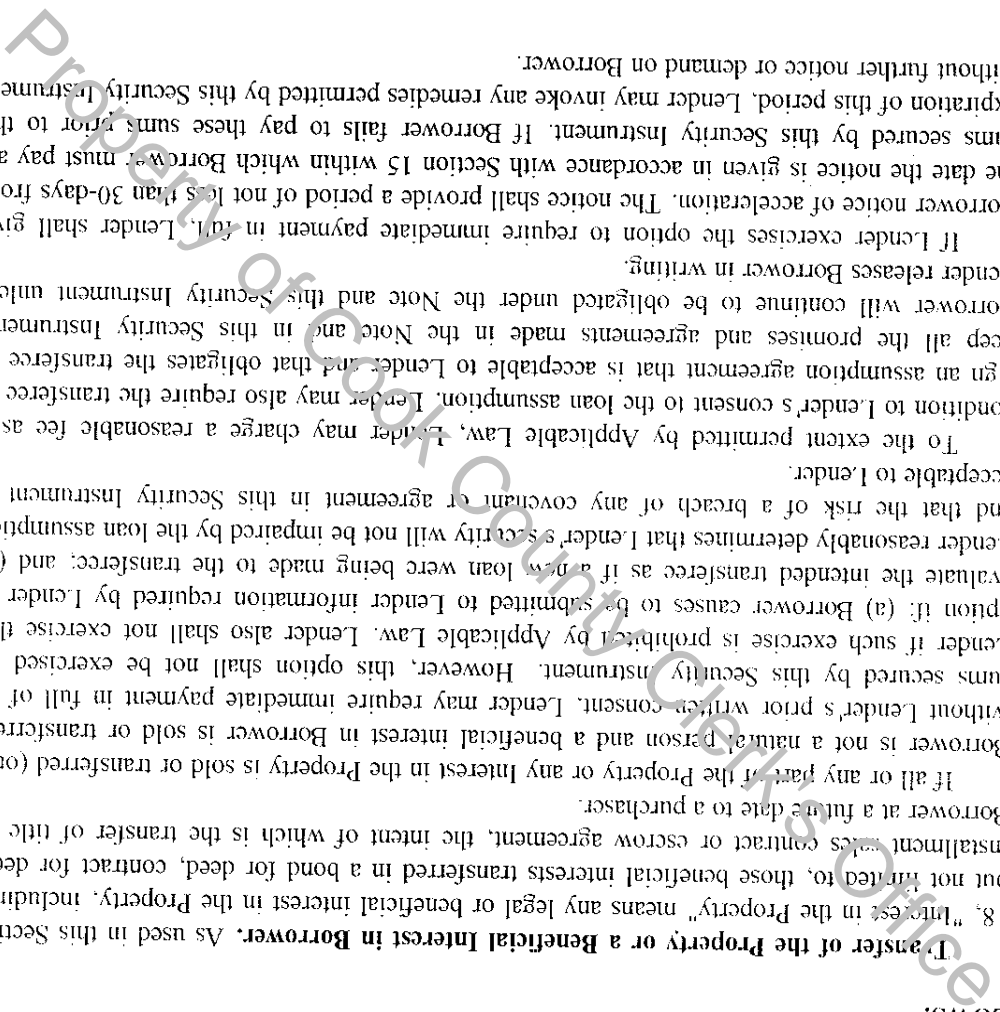 Transfer of the Property or a Beneficial Interest in Borrower. As used in this Secti
8, "Interest in the Property" means any legal or beneficial interest in the Property, includin
but not limited to, those beneficial interests transferred in a bond for deed, contract for dee
nstallment sales contract or escrow agreement, the intent of which is the transfer of title
Borrower at a future date to a purchaser.
If all or any part of the Property or any Interest in the Property is sold or transferred (or
Borrower is not a natural person and a beneficial interest in Borrower is sold or transferre
without Lender's prior written consent, Lender may require immediate payment in full of
ums secured by this Security Instrument. However, this option shall not be exercised
ender if such exercise is prohibited by Applicable Law. Lender also shall not exercise th
ption if: (a) Borrower causes to be submitted to Lender information required by Lender
valuate the intended transferee as if a new loan were being made to the transferee; and (
ender reasonably determines that Lender's security will not be impaired by the loan assumpti
nd that the risk of a breach of any covenant or agreement in this Security Instrument
cceptable to Lender.
To the extent permitted by Applicable Law, Lender may charge a reasonable fee as
ondition to Lender's consent to the loan assumption. Lender may also require the transferee
gn an assumption agreement that is acceptable to Lender and that obligates the transferee
eep all the promises and agreements made in the Note and in this Security Instrumen
orrower will continue to be obligated under the Note and this Security Instrument unle
ender releases Borrower in writing.
If Lender exercises the option to require immediate payment in full, Lender shall giv
orrower notice of acceleration. The notice shall provide a period of not less than 30-days fro
he date the notice is given in accordance with Section 15 within which Borrower must pay a
ums secured by this Security Instrument. If Borrower fails to pay these sums prior to th
xpiration of this period, Lender may invoke any remedies permitted by this Security Instrume
ithout further notice or demand on Borrower.
Property of Cook County Clerk's Office